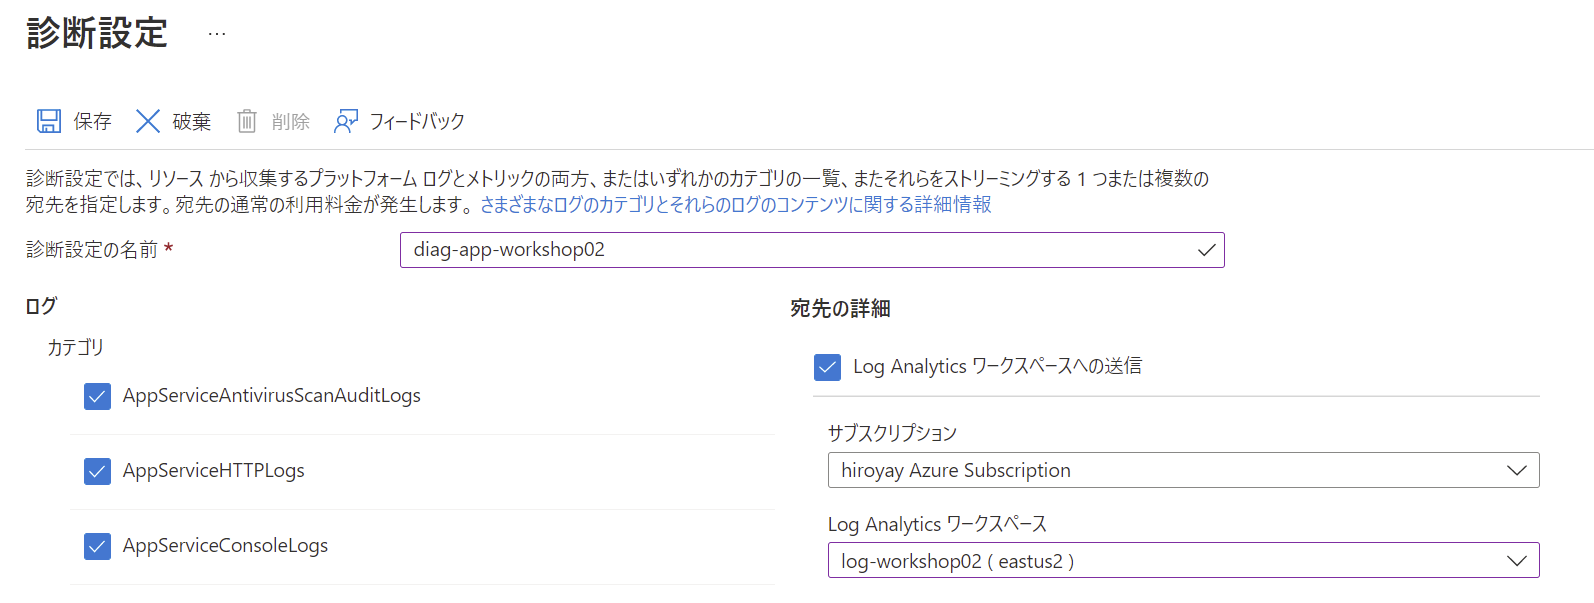 診断設定 …
保存 破棄 削除 フィードバック
診断設定では、リソース から収集するプラットフォーム ログとメトリックの両方、またはいずれかのカテゴリの一覧、またそれらをストリーミングする 1 つまたは複数の
宛先を指定します。宛先の通常の利用料金が発生します。 さまざまなログのカテゴリとそれらのログのコンテンツに関する詳細情報
診断設定の名前 *
diag-app-workshop02
ログ
カテゴリ
AppServiceAntivirusScanAuditLogs
AppServiceHTTPLogs
AppServiceConsoleLogs
宛先の詳細
Log Analytics ワークスペースへの送信
サブスクリプション
hiroyay Azure Subscription
Log Analytics ワークスペース
log-workshop02 ( eastus2 )